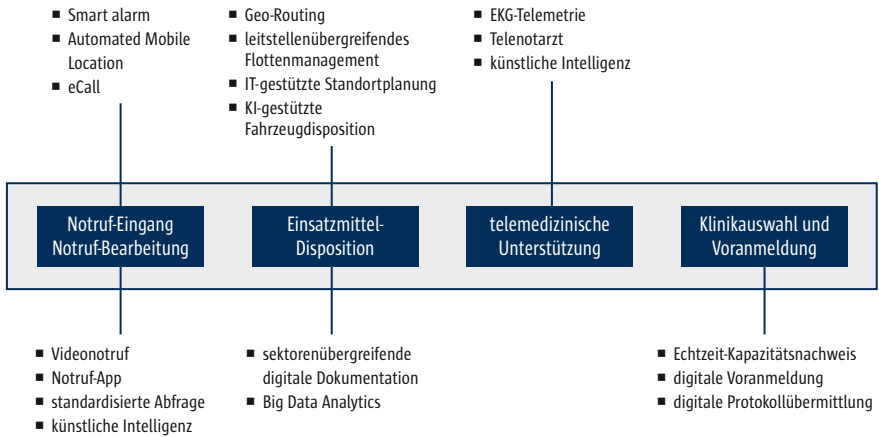 ■ Smart alarm
■ Automated Mobile
Location
■ eCall
■ Geo-Routing
■ leitstellenübergreifendes
Flottenmanagement
■ IT-gestützte Standortplanung
■ KI-gestützte
Fahrzeugdisposition
■ EKG-Telemetrie
■ Telenotarzt
■ künstliche Intelligenz
Notruf-Eingang
Notruf-Bearbeitung
Einsatzmittel-
Disposition
telemedizinische
Unterstützung
Klinikauswahl und
Voranmeldung
■ Videonotruf
■ Notruf-App
■ standardisierte Abfrage
■ künstliche Intelligenz
■ sektorenübergreifende
digitale Dokumentation
■ Big Data Analytics
■ Echtzeit-Kapazitätsnachweis
■ digitale Voranmeldung
■ digitale Protokollübermittlung